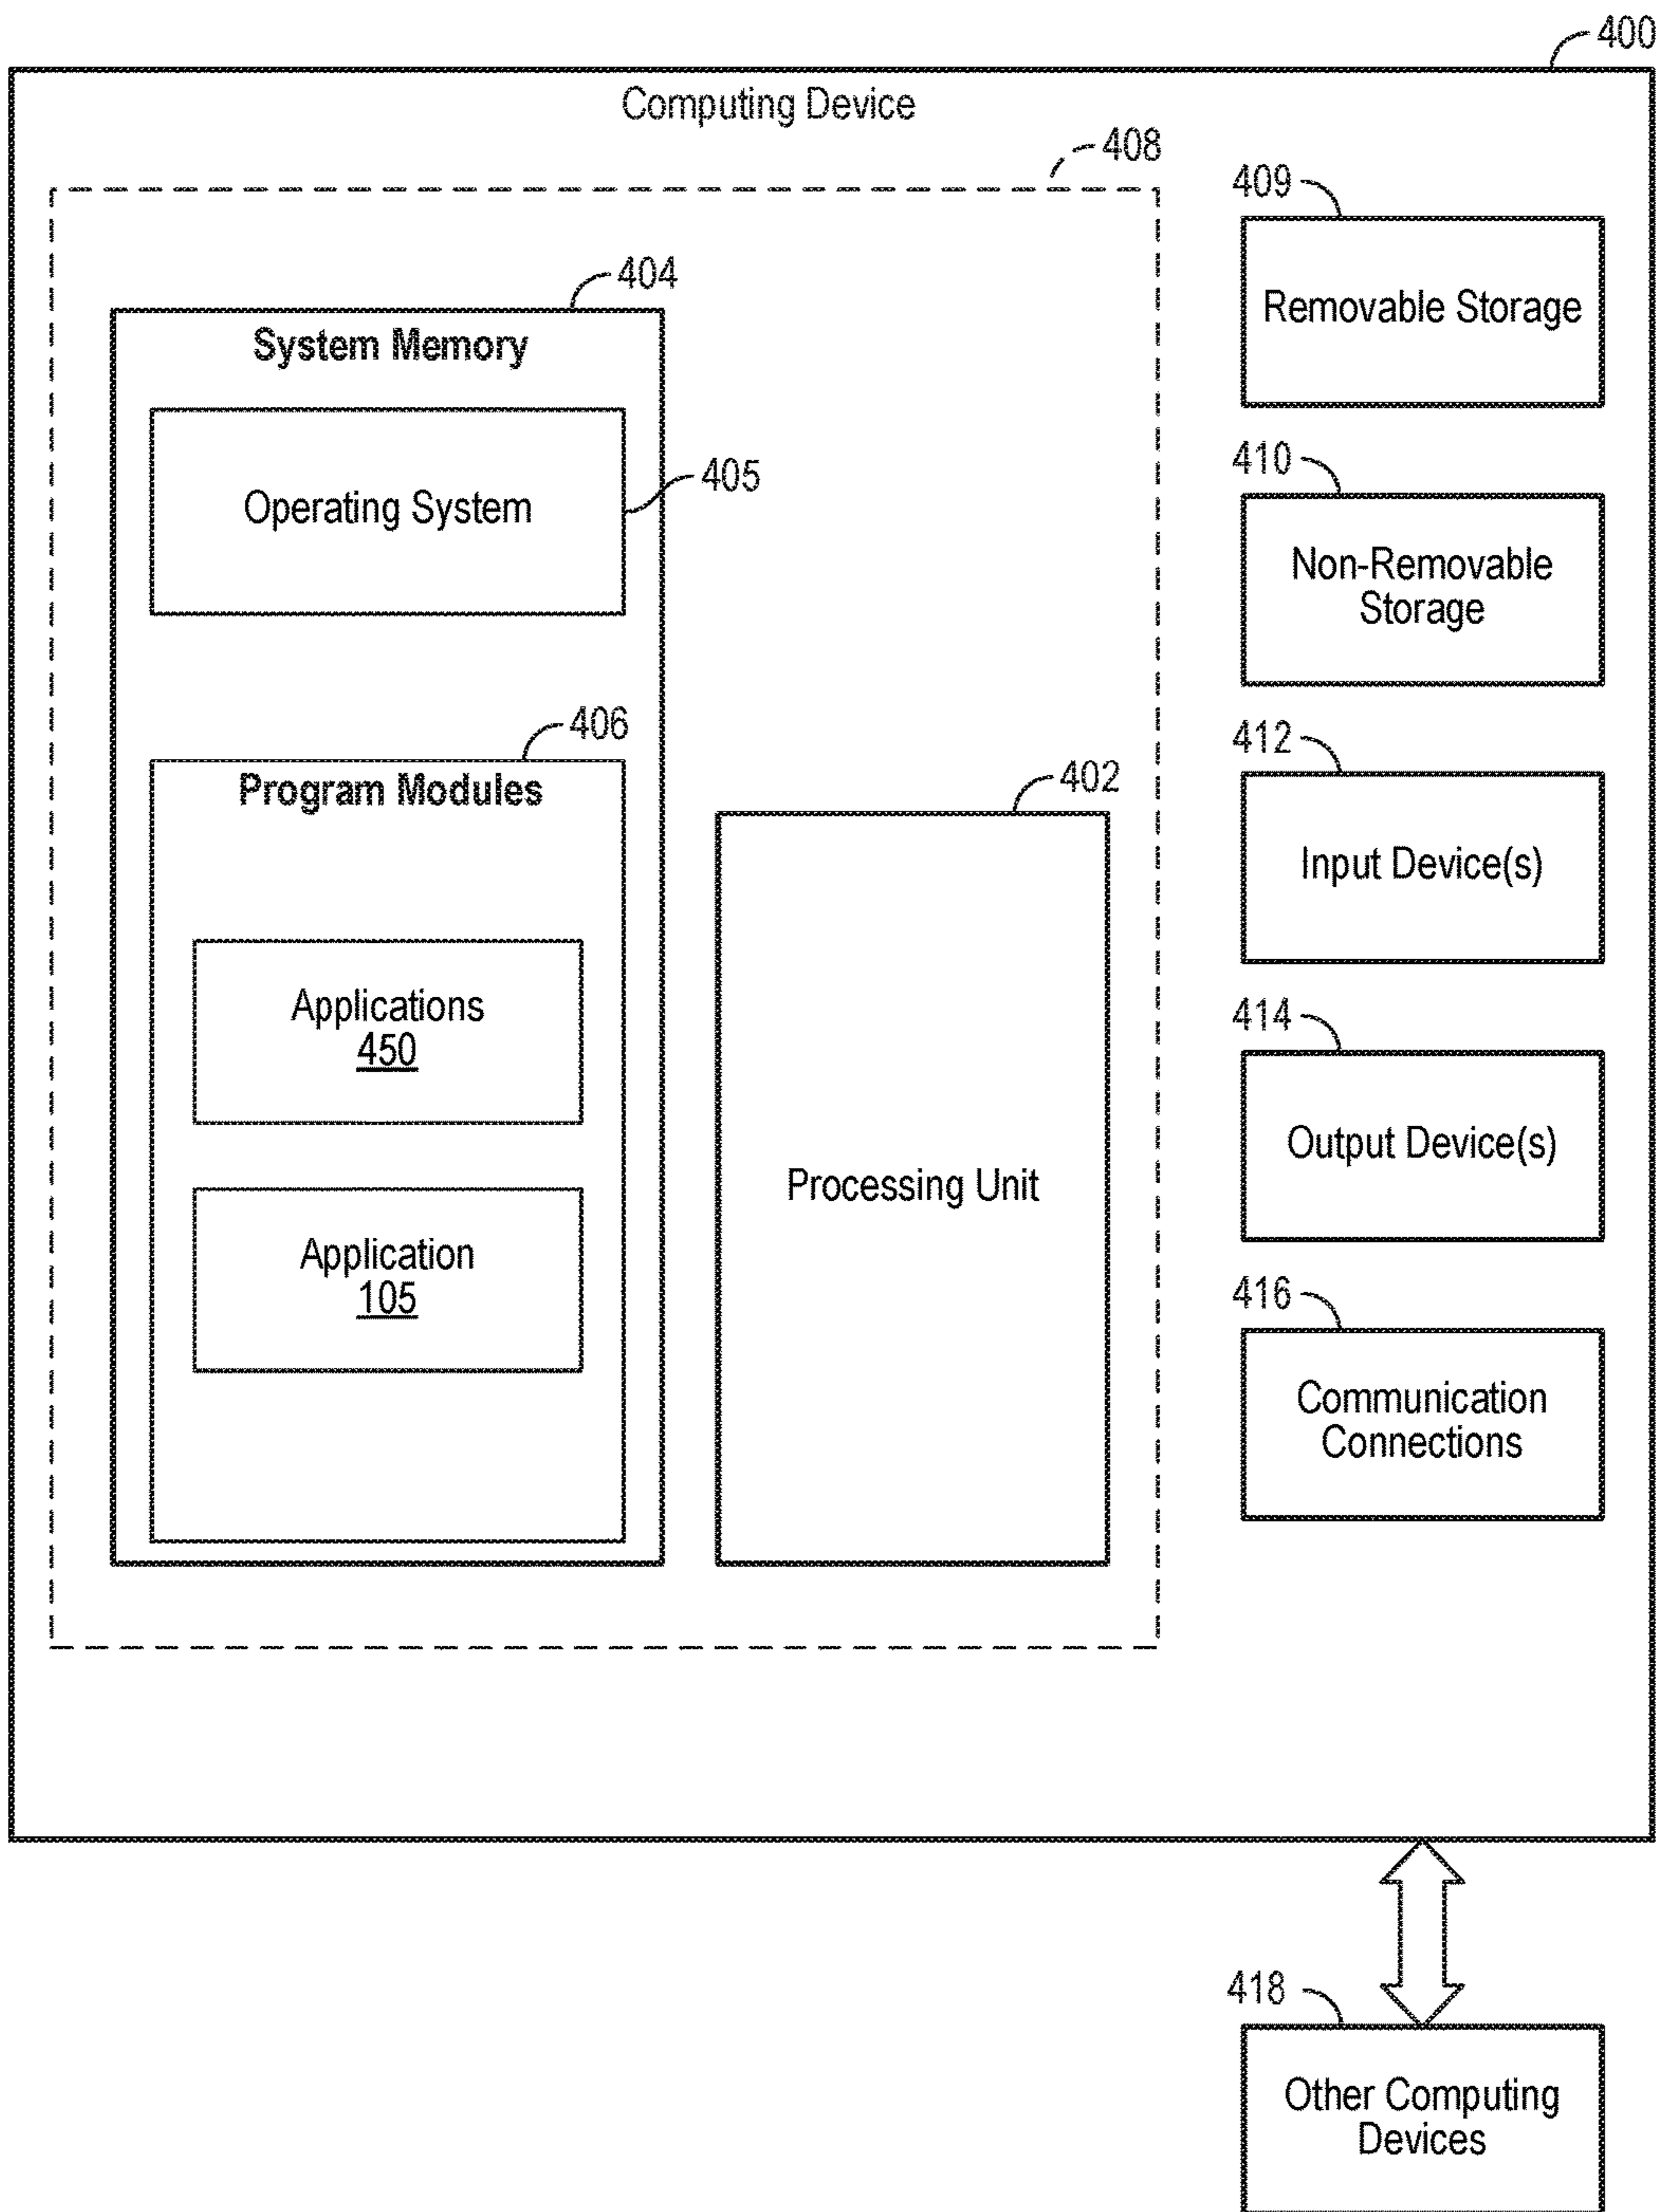 400
Computing Device
408
404
System Memory
Operating System
405
406
Program Modules
Applications
450
Application
105
402
Processing Unit
409
Removable Storage
410
Non-Removable
Storage
412
Input Device(s)
414
Output Device(s)
416
Communication
Connections
418
Other Computing
Devices